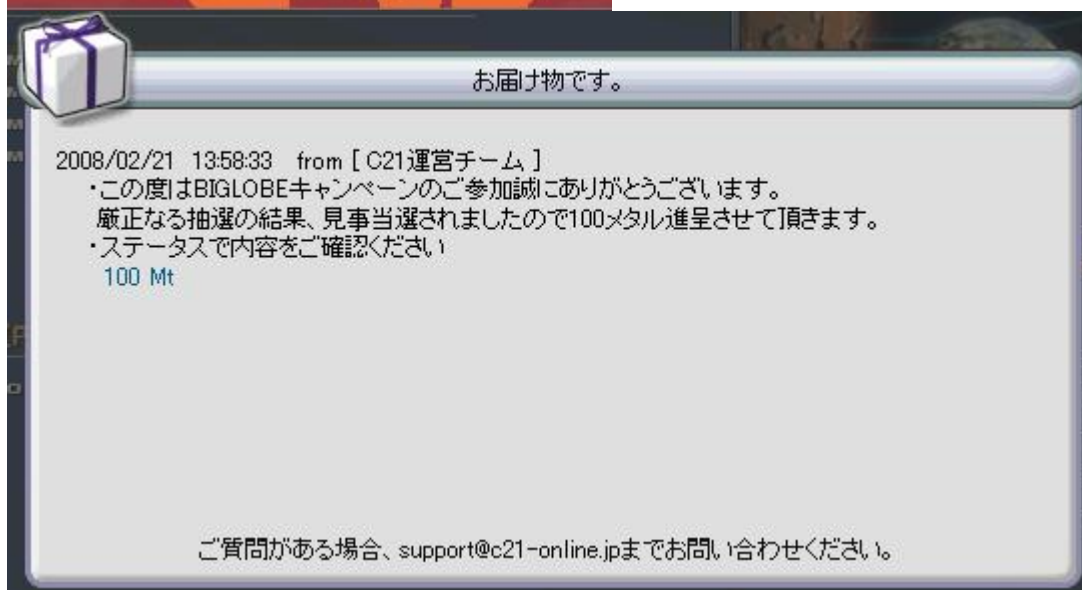 お届け物です。
2008/02/21 13:58:33 from [ C21運営チーム ]
・この度はBIGLOBEキャンペーンのご参加誠にありがとうございます。
厳正なる抽選の結果、見事当選されましたので100メタル進呈させて頂きます。
・ステータスで内容をご確認ください
100 Mt
ご質問がある場合、support@c21-online.jpまでお問い合わせください。